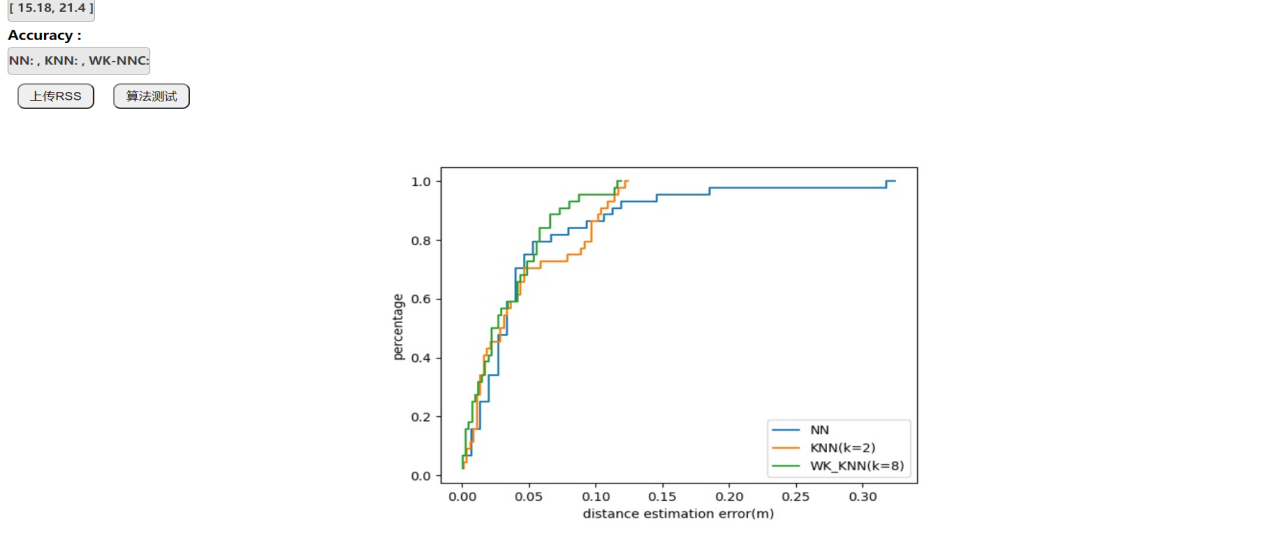 [ 15.18, 21.4 ]
Accuracy :
NN: , KNN: , WK-NNC:
上传RSS 算法测试
1.0
0.8
0.6
0.4
0.2
0.0
percentage
NN
KNN(k=2)
WK_KNN(k=8)
0.00 0.05 0.10 0.15 0.20 0.25 0.30
distance estimation error(m)